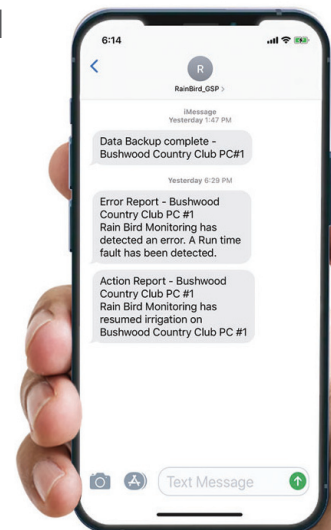 6:14
R
RainBird_GSP >
iMessage
Yesterday 1:47 PM
Data Backup complete -
Bushwood Country Club PC#1
Yesterday 6:29 PM
Error Report - Bushwood
Country Club PC #1
Rain Bird Monitoring has
detected an error. A Run time
fault has been detected.
Action Report - Bushwood
Country Club PC #1
Rain Bird Monitoring has
resumed irrigation on
Bushwood Country Club PC #1
Text Message